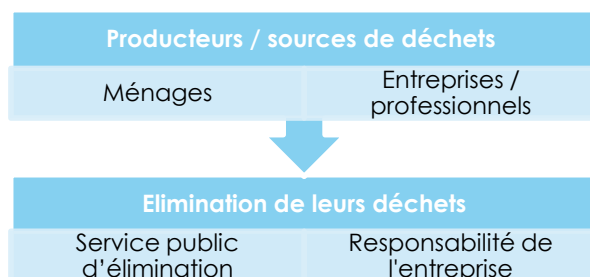 Producteurs / sources de déchets
Ménages
Entreprises /
professionnels
Elimination de leurs déchets
Service public
d'élimination
Responsabilité de
l'entreprise